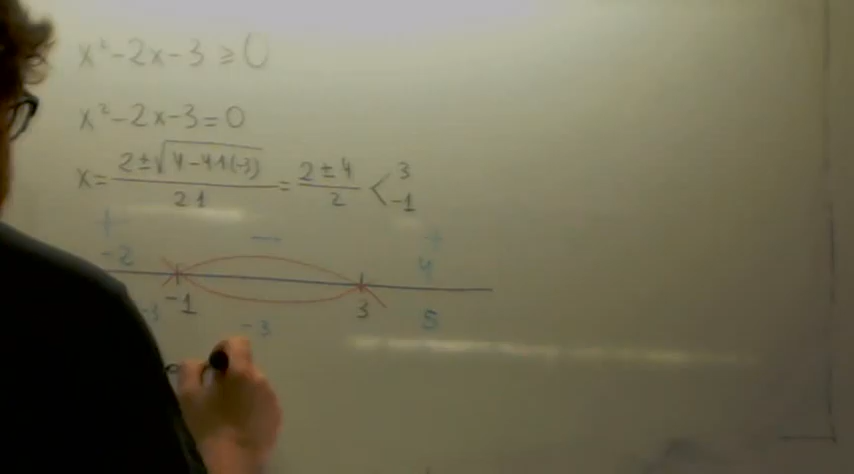 x²-2x-3≥0
x²-2x-3=0
x= 2±√4-4·1·(-3) / 2·1 = 2±4 / 2 < 3 -1
+ - +
-2 4
-1 3
-3 5